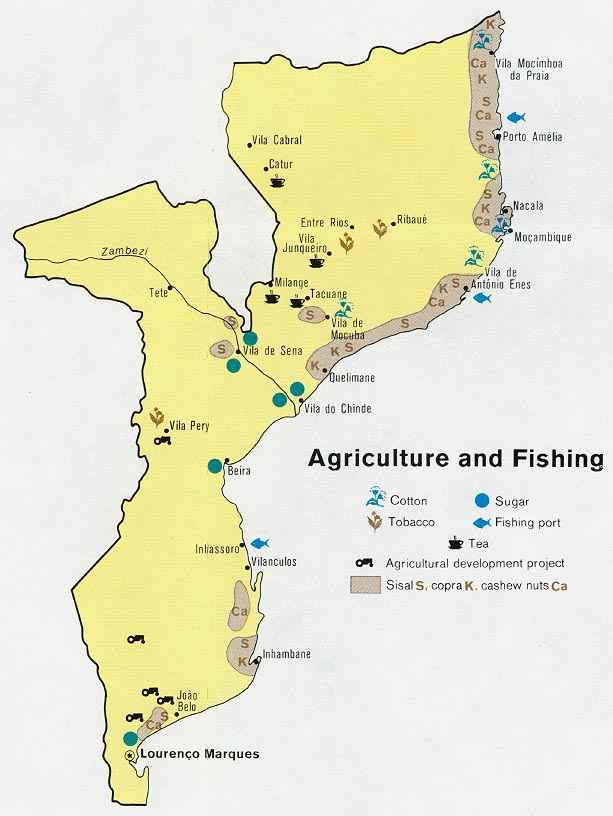 K
Ca
K
Vila Mocímboa
da Praia
S
Ca
S
Ca
Porto Amélia
Vila Cabral
Catur
S
K
Ca
Nacala
Moçambique
Entre Rios
Ribauè
Vila
Junqueiro
Zambezi
Tete
Milange
Tacuane
Vila de
António Enes
K S
Ca
S
S
Vila de
Mocuba
S
S
Vila de Sena
K S
K
Quelimane
Vila do Chinde
Vila Pery
Beira
Agriculture and Fishing
Cotton
Sugar
Tobacco
Fishing port
Tea
Agricultural development project
Sisal S. copra K. cashew nuts Ca
Inhassoro
Vilanculos
Ca
S
K
Inhambane
João
Belo
S
Ca
Lourenço Marques